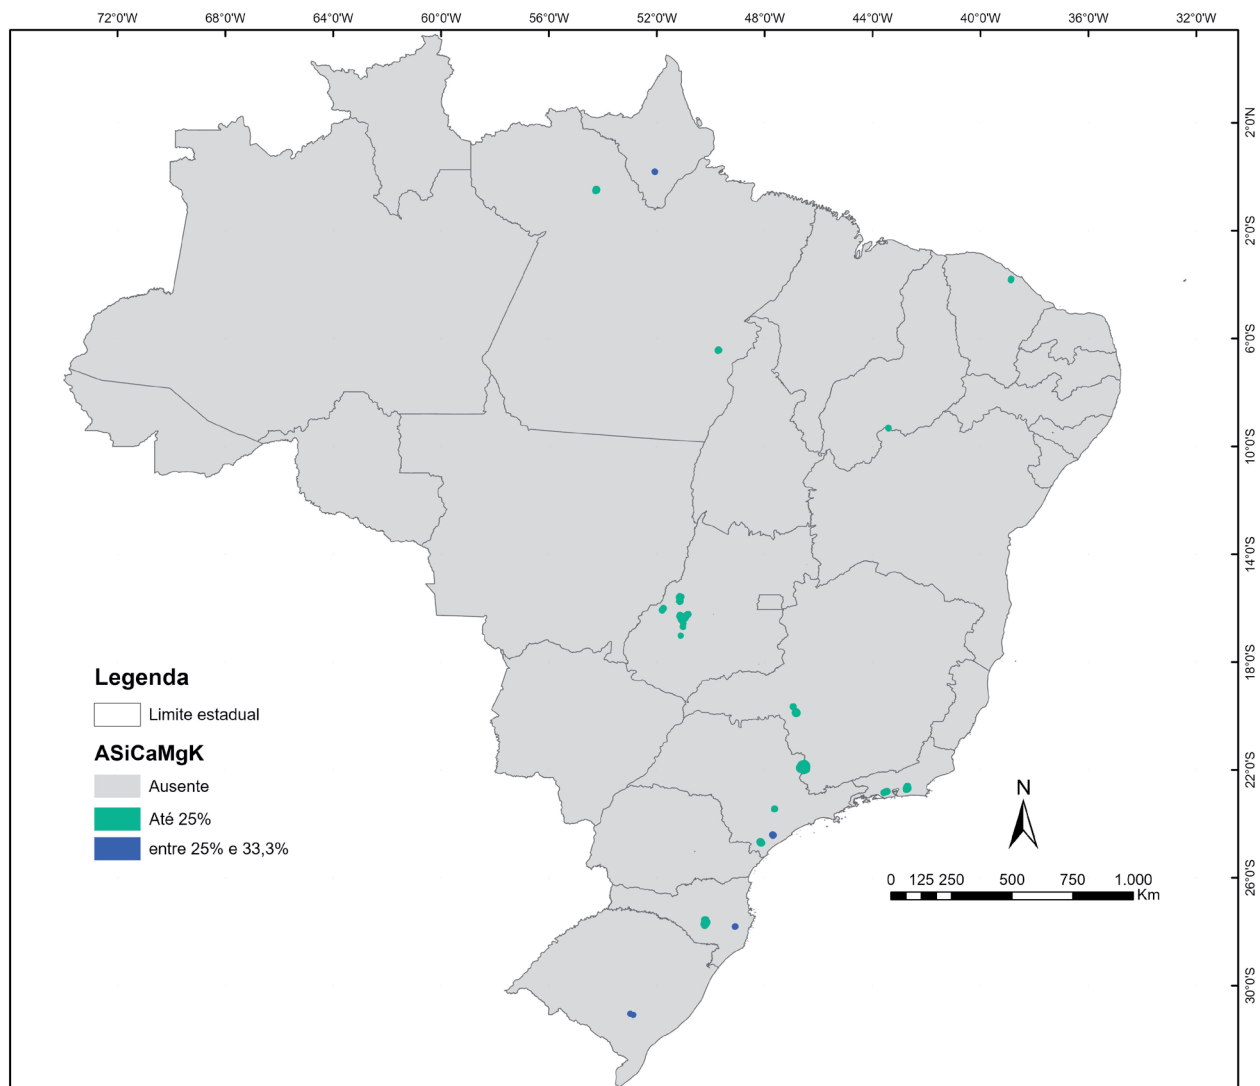 72°0'W 68°0'W 64°0'W 60°0'W 56°0'W 52°0'W 48°0'W 44°0'W 40°0'W 36°0'W 32°0'W
2°0'N
2°0'S
6°0'S
10°0'S
14°0'S
18°0'S
22°0'S
26°0'S
30°0'S
Legenda
Limite estadual
ASiCaMgK
Ausente
Até 25%
entre 25% e 33,3%
N
0 125 250 500 750 1.000
Km